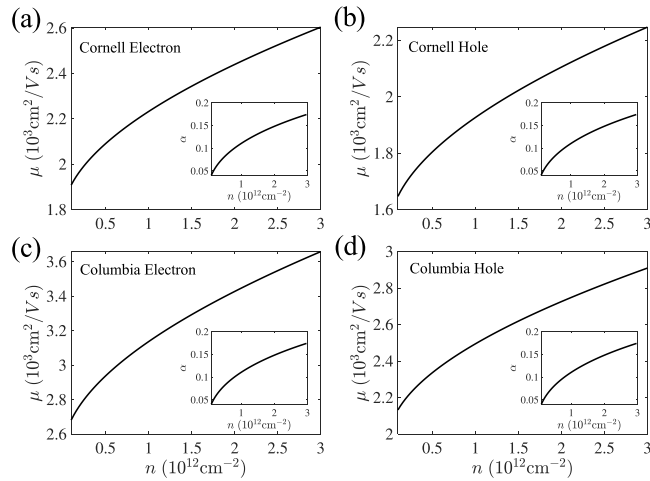 (a)
Cornell Electron
μ (10³cm²/Vs)
2.6
2.4
2.2
2
1.8
0.5 1 1.5 2 2.5 3
α
0.2
0.15
0.1
0.05
1 2 3
n (10¹²cm⁻²)
(b)
Cornell Hole
μ (10³cm²/Vs)
2.2
2
1.8
1.6
0.5 1 1.5 2 2.5 3
α
0.2
0.15
0.1
0.05
1 2 3
n (10¹²cm⁻²)
(c)
Columbia Electron
μ (10³cm²/Vs)
3.6
3.4
3.2
3
2.8
2.6
0.5 1 1.5 2 2.5 3
n (10¹²cm⁻²)
α
0.2
0.15
0.1
0.05
1 2 3
n (10¹²cm⁻²)
(d)
Columbia Hole
μ (10³cm²/Vs)
3
2.8
2.6
2.4
2.2
2
0.5 1 1.5 2 2.5 3
n (10¹²cm⁻²)
α
0.2
0.15
0.1
0.05
1 2 3
n (10¹²cm⁻²)